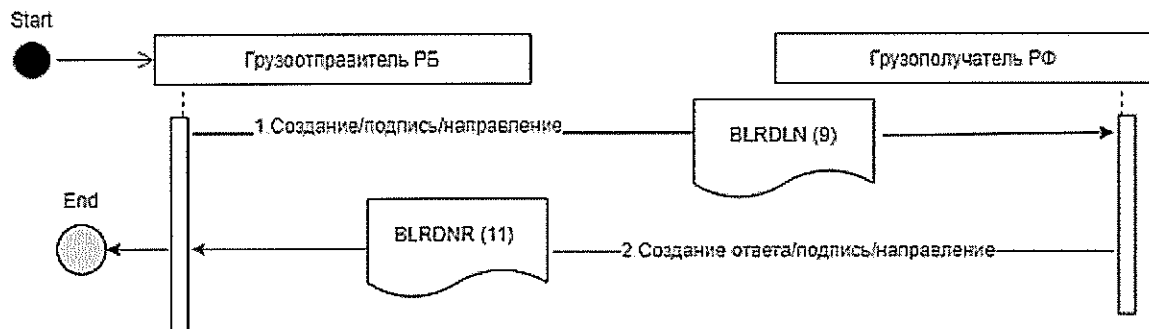 Start
Грузоотправитель РБ
Грузополучатель РФ
1.Создание/подпись/направление
BLRDLN (9)
End
BLRDNR (11)
2.Создание ответа/подпись/направление